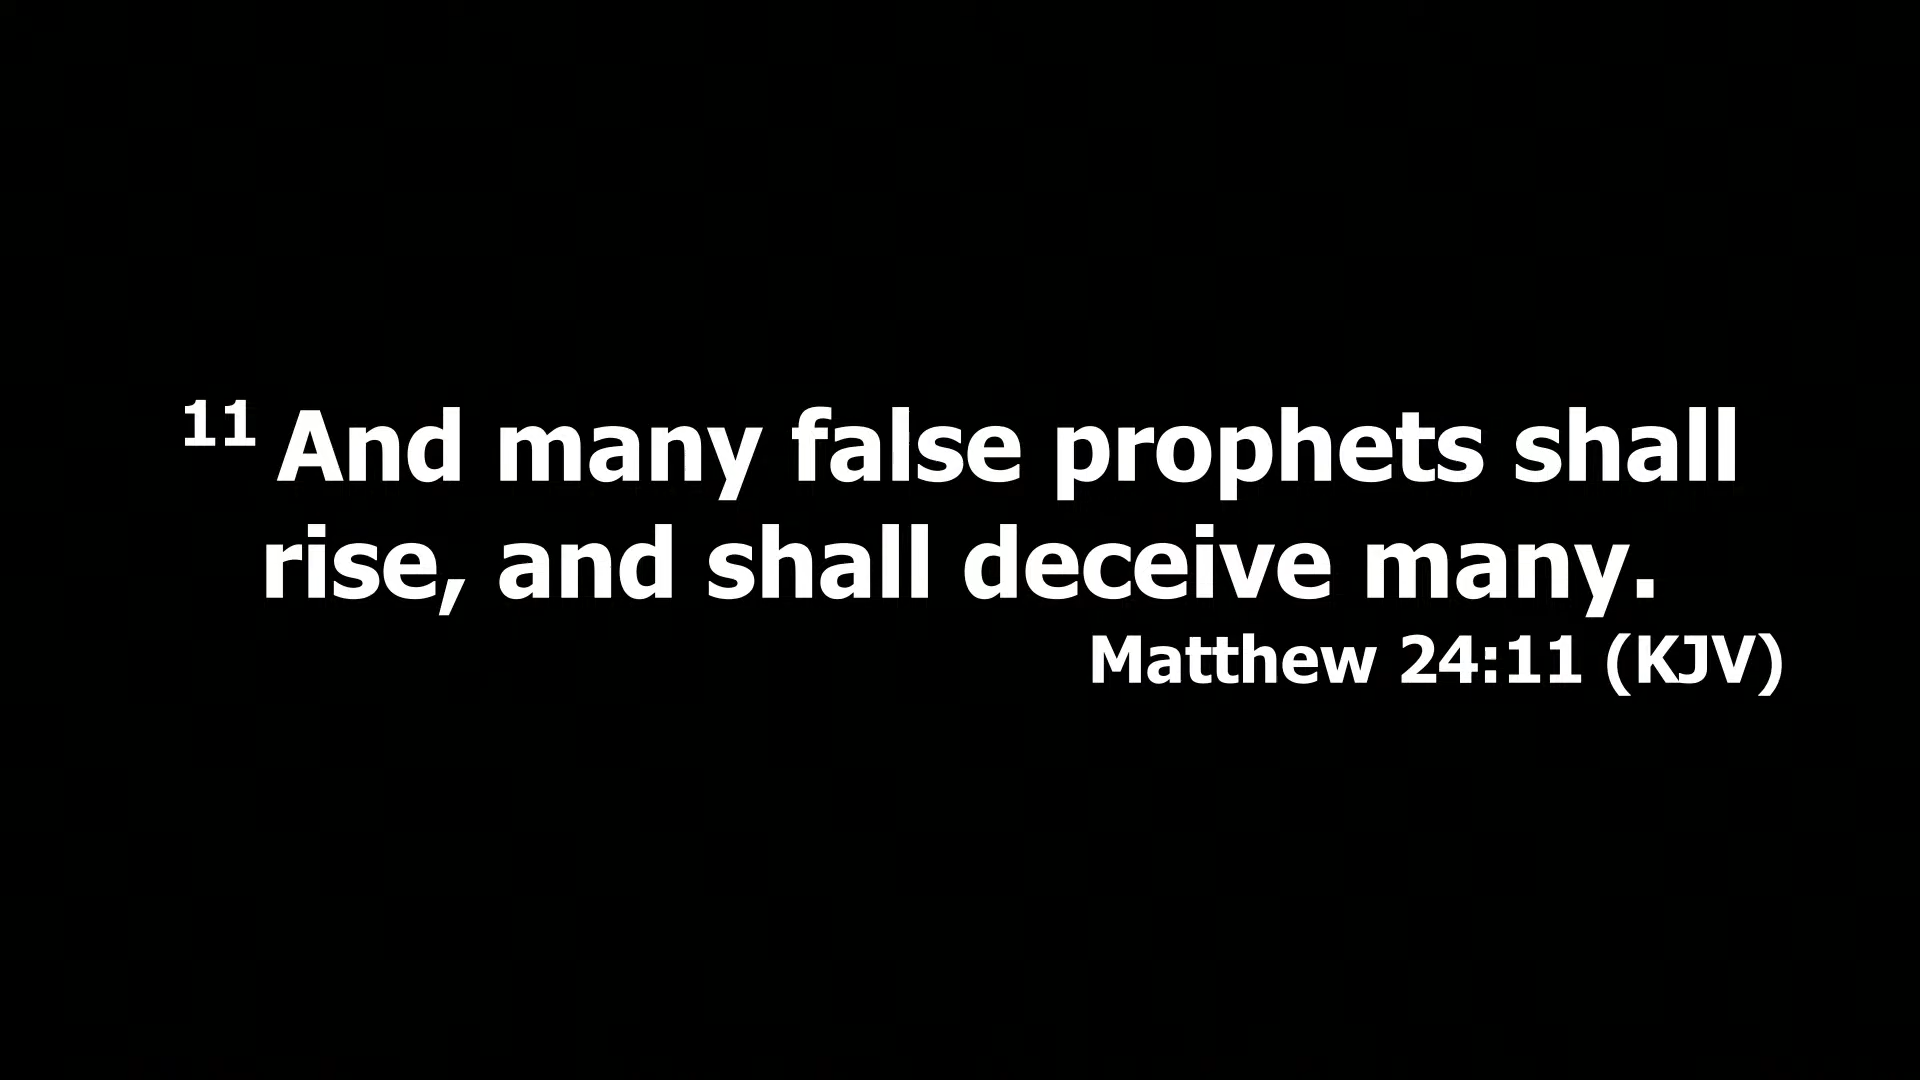 11 And many false prophets shall
rise, and shall deceive many.
Matthew 24:11 (KJV)